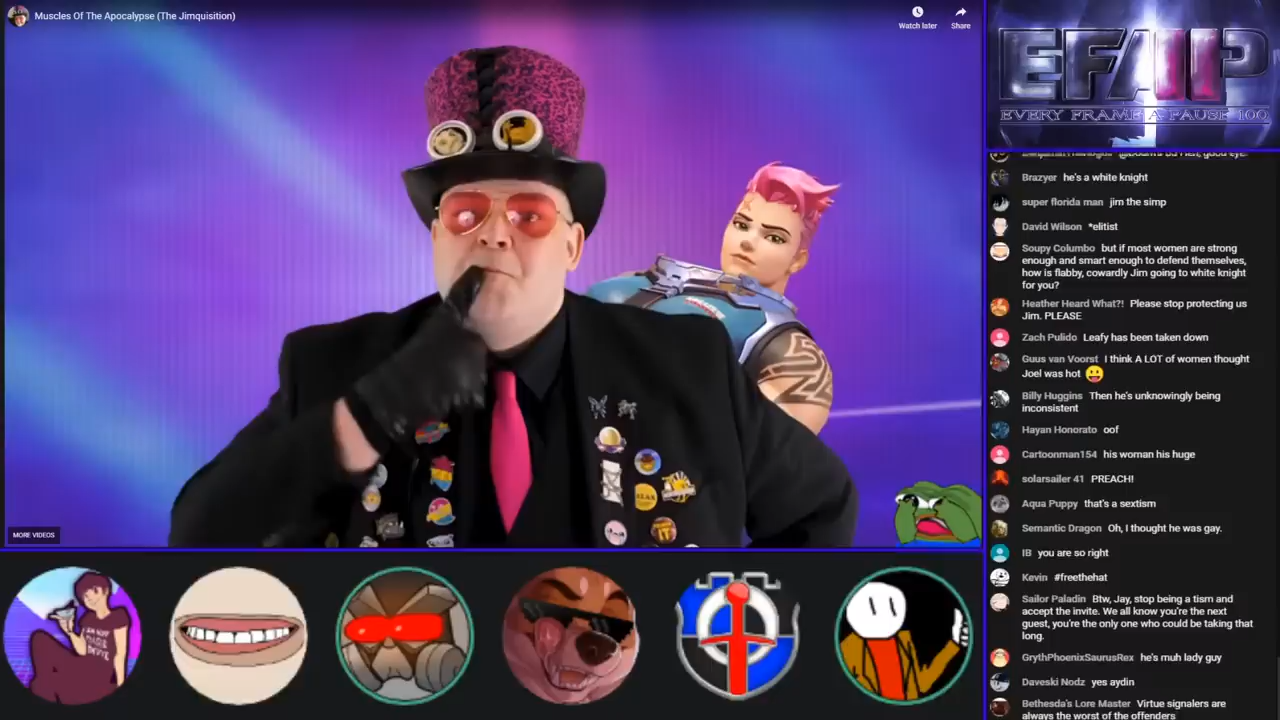 Muscles Of The Apocalypse (The Jimquisition)
Watch later
Share
MORE VIDEOS
EFAP
EVERY FRAME A PAUSE 100
Brazyer he's a white knight
super florida man jim the simp
David Wilson *elitist
Soupy Columbo but if most women are strong
enough and smart enough to defend themselves,
how is flabby, cowardly Jim going to white knight
for you?
Heather Heard What?! Please stop protecting us
Jim. PLEASE
Zach Pulido Leafy has been taken down
Guus van Voorst I think A LOT of women thought
Joel was hot 😛
Billy Huggins Then he's unknowingly being
inconsistent
Hayan Honorato oof
Cartoonman154 his woman his huge
solarsailer 41 PREACH!
Aqua Puppy that's a sextism
Semantic Dragon Oh, I thought he was gay.
IB you are so right
Kevin #freethehat
Sailor Paladin Btw, Jay, stop being a tism and
accept the invite. We all know you're the next
guest, you're the only one who could be taking that
long.
GrythPhoenixSaurusRex he's muh lady guy
Daveski Nodz yes aydin
Bethesda's Lore Master Virtue signalers are
always the worst of the offenders